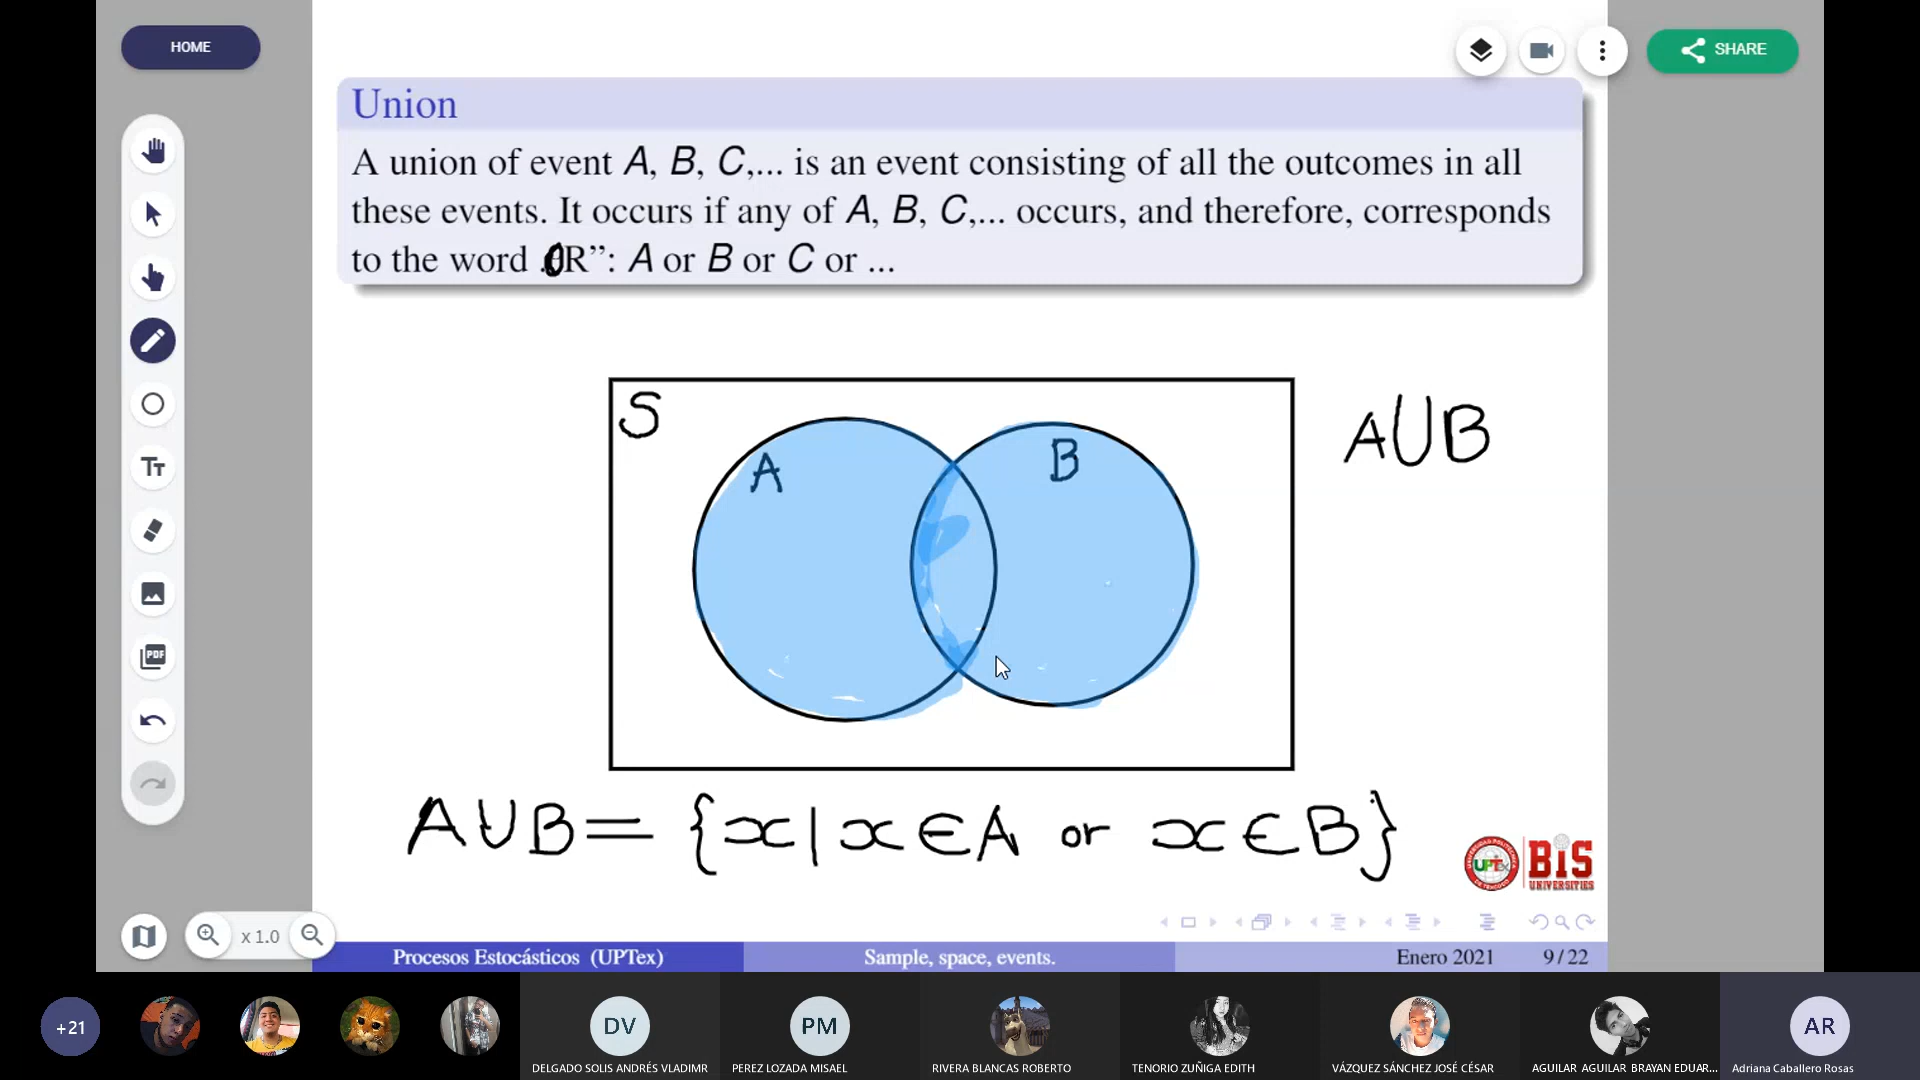 HOME
SHARE
Union
A union of event A, B, C,... is an event consisting of all the outcomes in all
these events. It occurs if any of A, B, C,... occurs, and therefore, corresponds
to the word .OR”: A or B or C or ...
S
A
B
A∪B
A∪B= {x|x∈A or x∈B}
Tт
PDF
UPTex
BIS
UNIVERSITIES
x 1.0
Procesos Estocásticos (UPTex)
Sample, space, events.
Enero 2021
9/22
+21
DV
PM
AR
DELGADO SOLIS ANDRÉS VLADIMR
PEREZ LOZADA MISAEL
RIVERA BLANCAS ROBERTO
TENORIO ZUÑIGA EDITH
VÁZQUEZ SÁNCHEZ JOSÉ CÉSAR
AGUILAR AGUILAR BRAYAN EDUAR...
Adriana Caballero Rosas